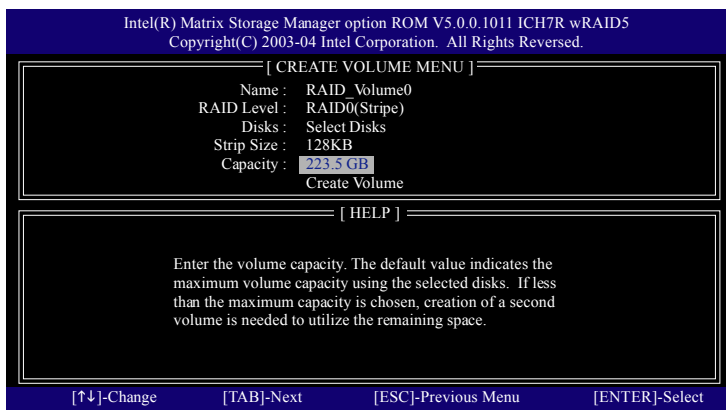 Intel(R) Matrix Storage Manager option ROM V5.0.0.1011 ICH7R wRAID5
Copyright(C) 2003-04 Intel Corporation. All Rights Reversed.
[ CREATE VOLUME MENU ]
Name : RAID_Volume0
RAID Level : RAID0(Stripe)
Disks : Select Disks
Strip Size : 128KB
Capacity : 223.5 GB
Create Volume
[ HELP ]
Enter the volume capacity. The default value indicates the
maximum volume capacity using the selected disks. If less
than the maximum capacity is chosen, creation of a second
volume is needed to utilize the remaining space.
[↑↓]-Change [TAB]-Next [ESC]-Previous Menu [ENTER]-Select